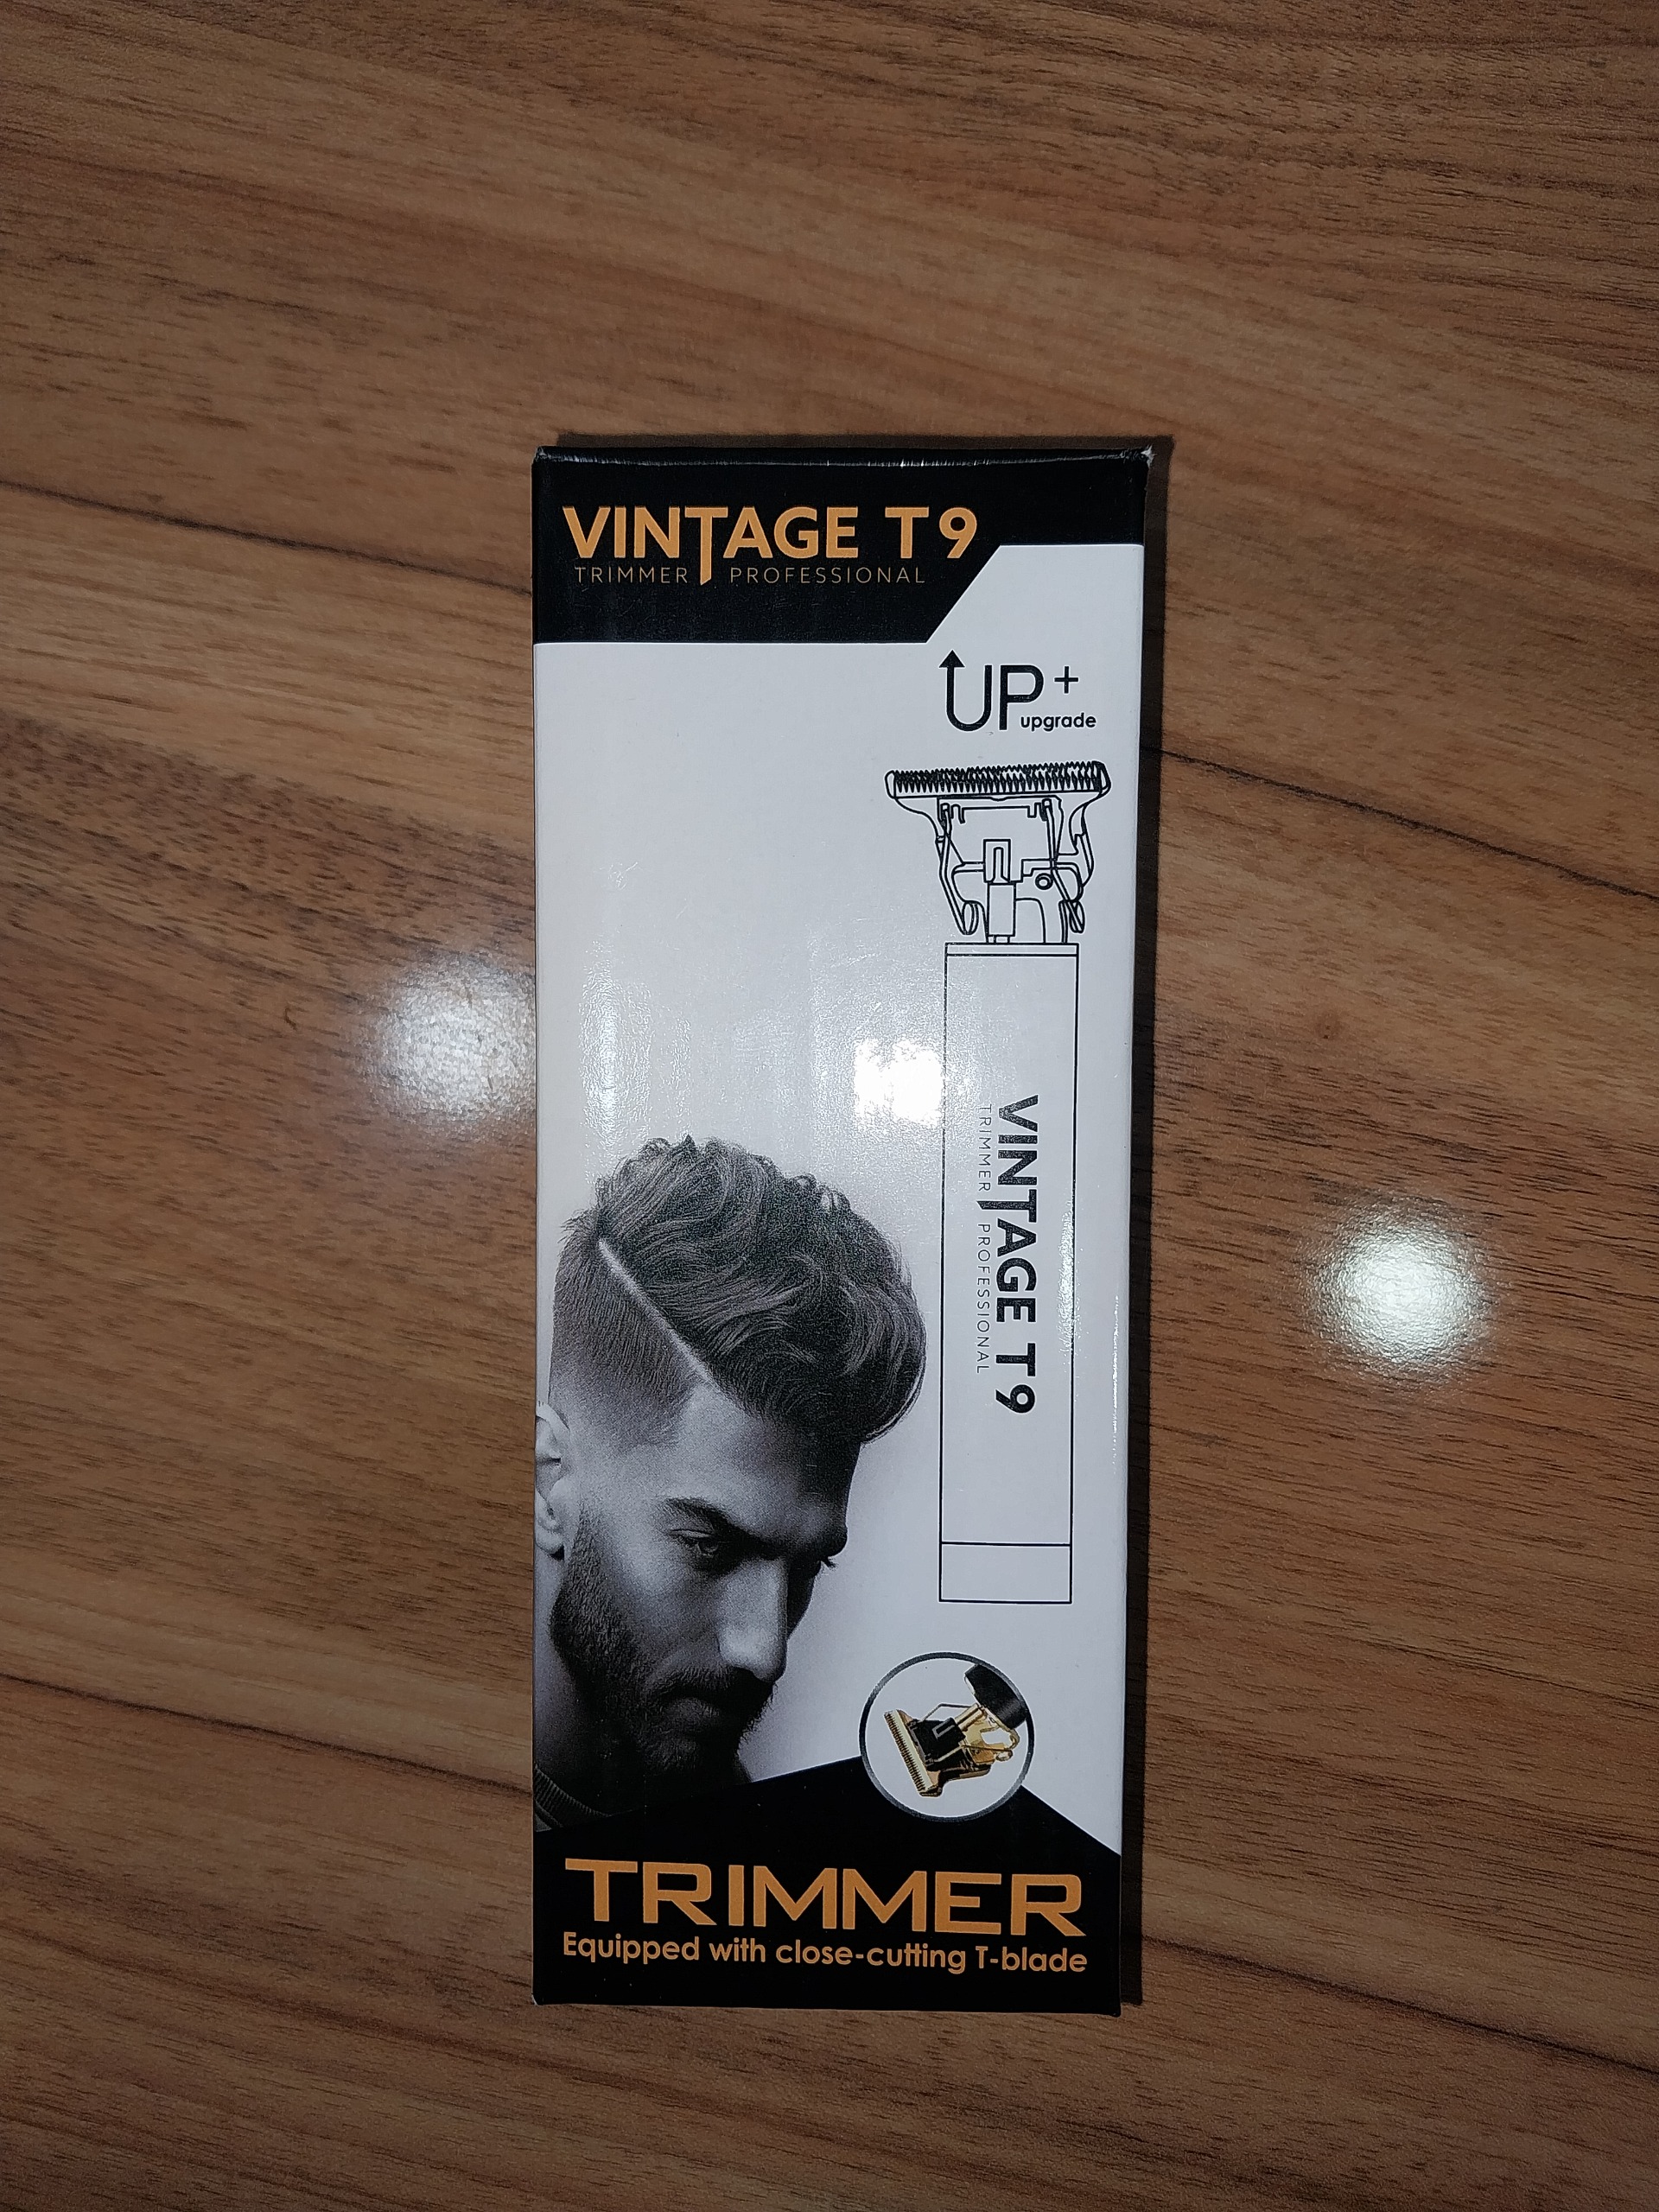 VINTAGE T9
TRIMMER PROFESSIONAL
UP+
upgrade
VINTAGE T9
TRIMMER PROFESSIONAL
TRIMMER
Equipped with close-cutting T-blade